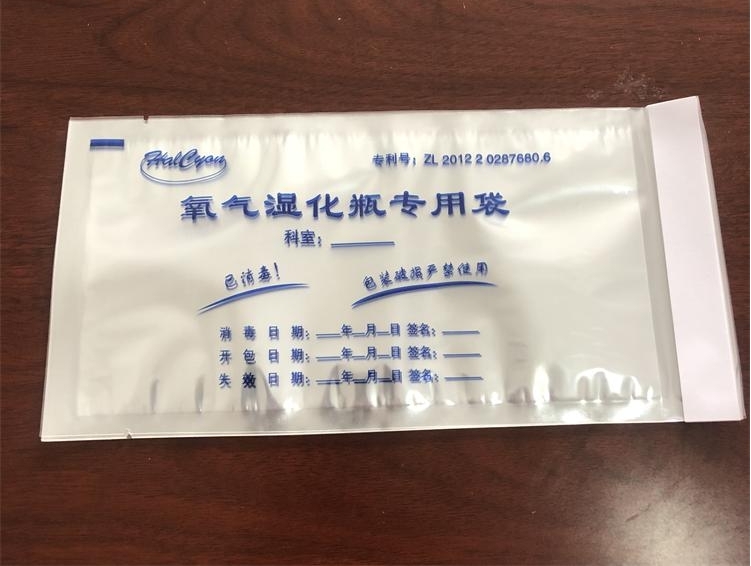 HalCyon
专利号：ZL 2012 2 0287680.6
氧气湿化瓶专用袋
科室：
已消毒！
包装破损严禁使用
消毒日期：__年__月__日 签名：
开包日期：__年__月__日 签名：
失效日期：__年__月__日 签名：